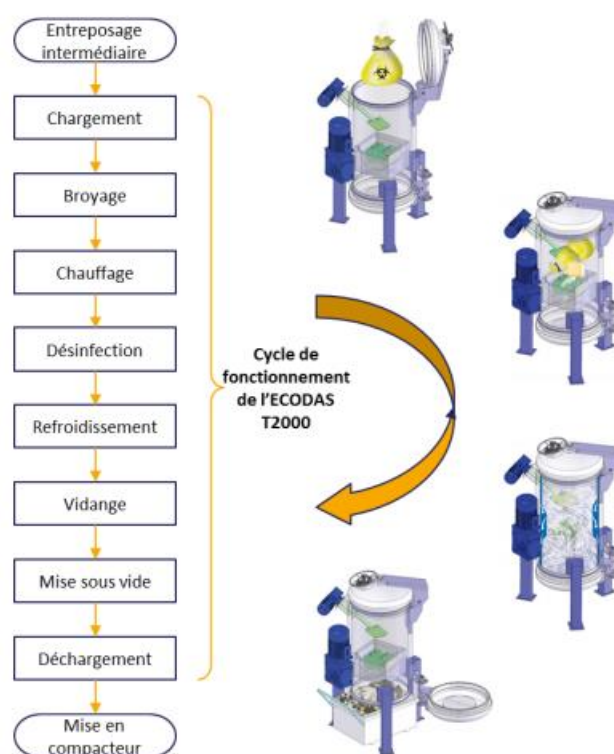 Entreposage
intermédiaire
Chargement
Broyage
Chauffage
Désinfection
Refroidissement
Vidange
Mise sous vide
Déchargement
Mise en
compacteur
Cycle de
fonctionnement
de l’ECODAS
T2000